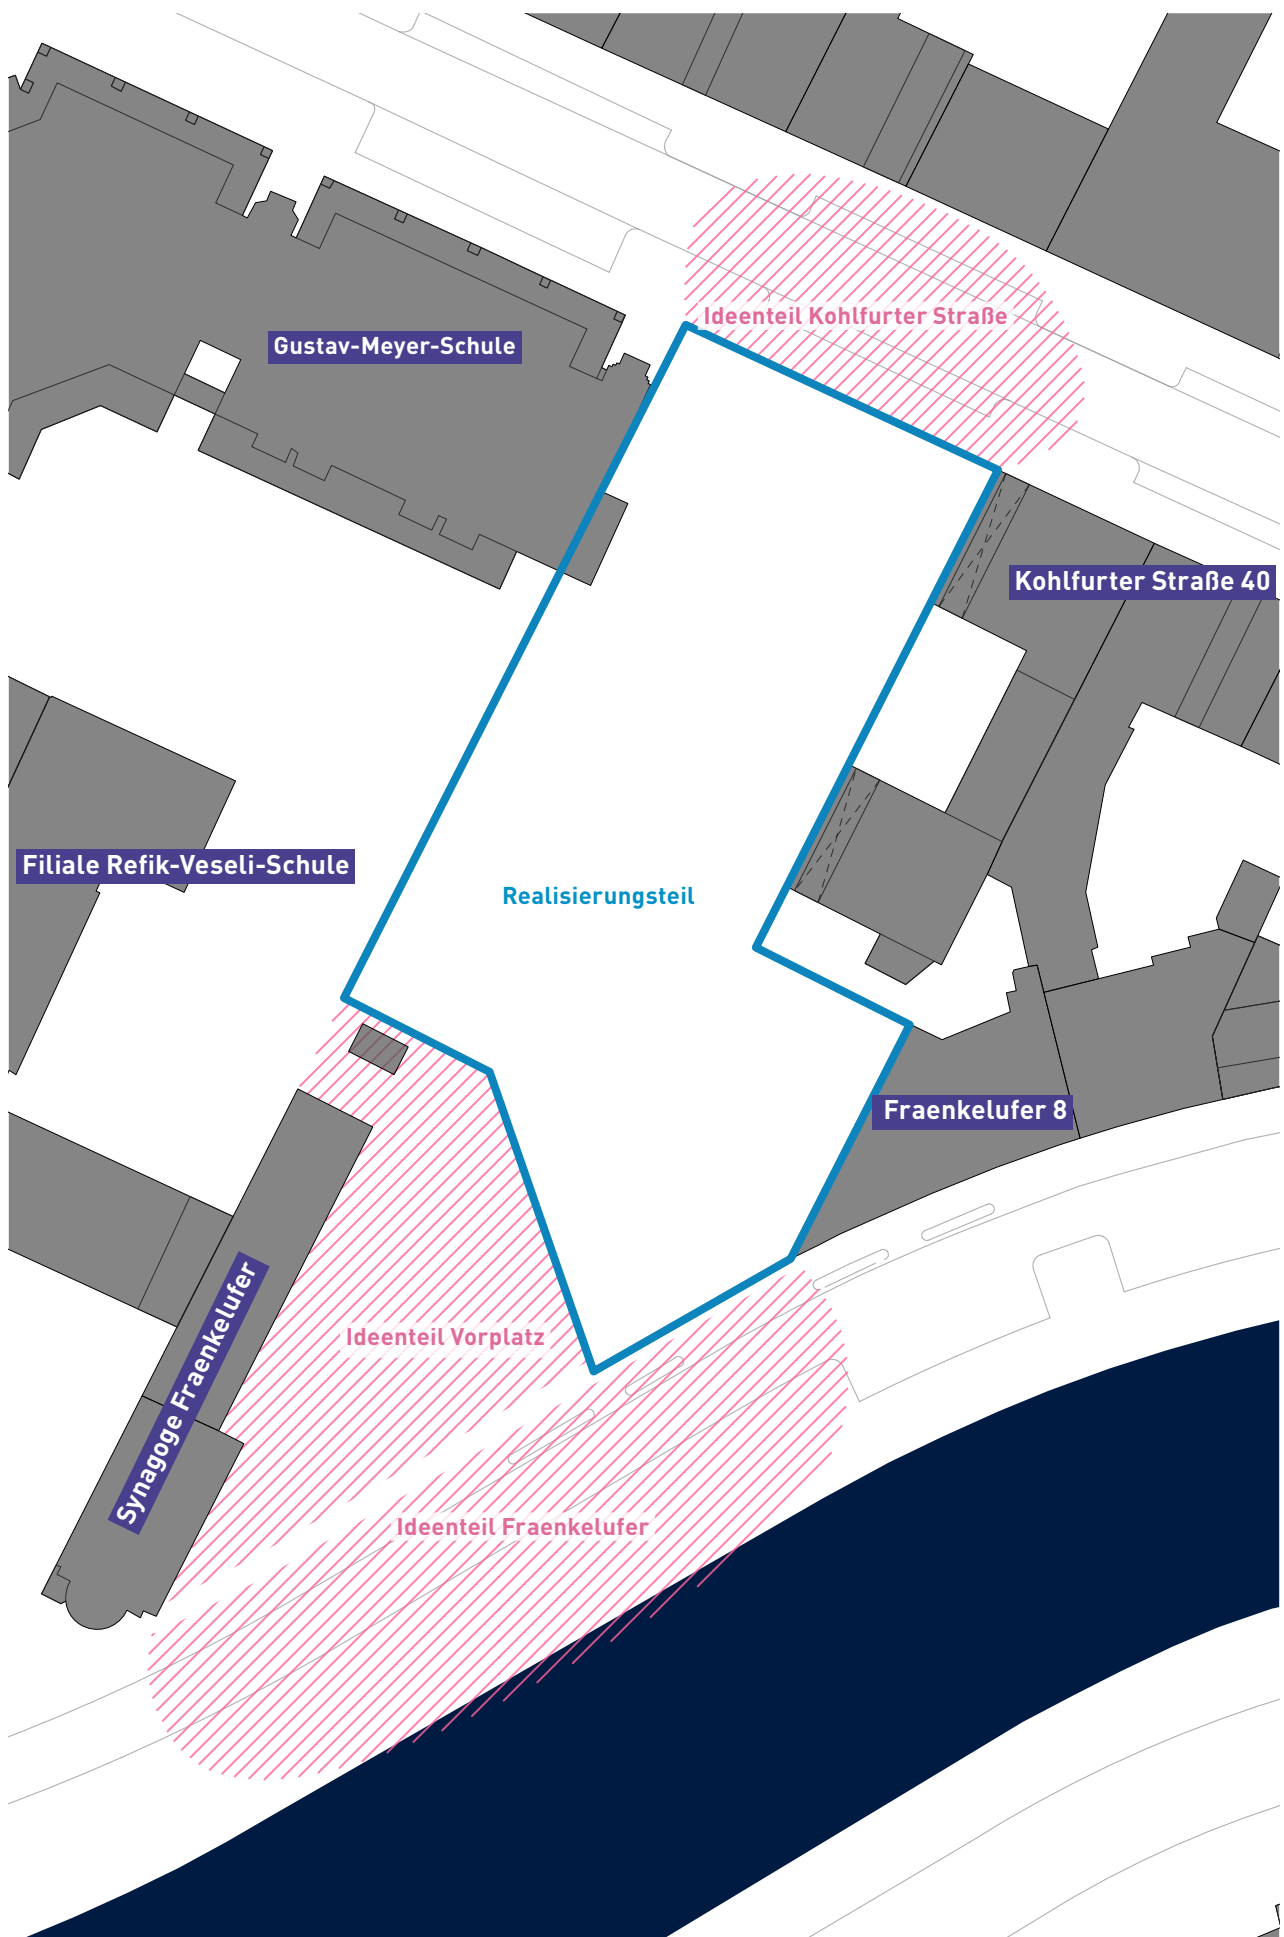 Ideenteil Kohlfurter Straße
Gustav-Meyer-Schule
Kohlfurter Straße 40
Filiale Refik-Veseli-Schule
Realisierungsteil
Fraenkelufer 8
Ideenteil Vorplatz
Synagoge Fraenkelufer
Ideenteil Fraenkelufer